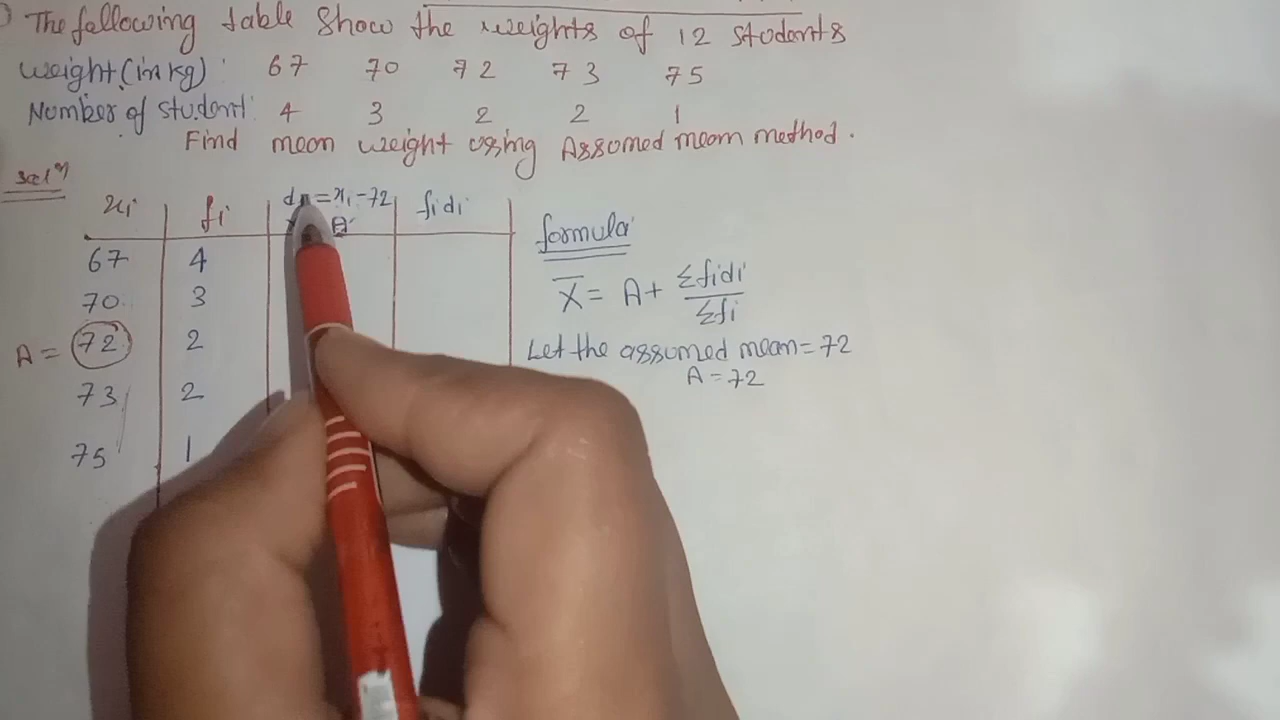 The following table show the weights of 12 students
Weight (in kg) : 67 70 72 73 75
Number of student: 4 3 2 2 1
Find mean weight using Assumed mean method.
Solⁿ
xi fi di = xi - 72 fidi
A
67 4
70 3
A = 72 2
73 2
75 1
formula
X̄ = A + Σfidi / Σfi
Let the assumed mean = 72
A = 72